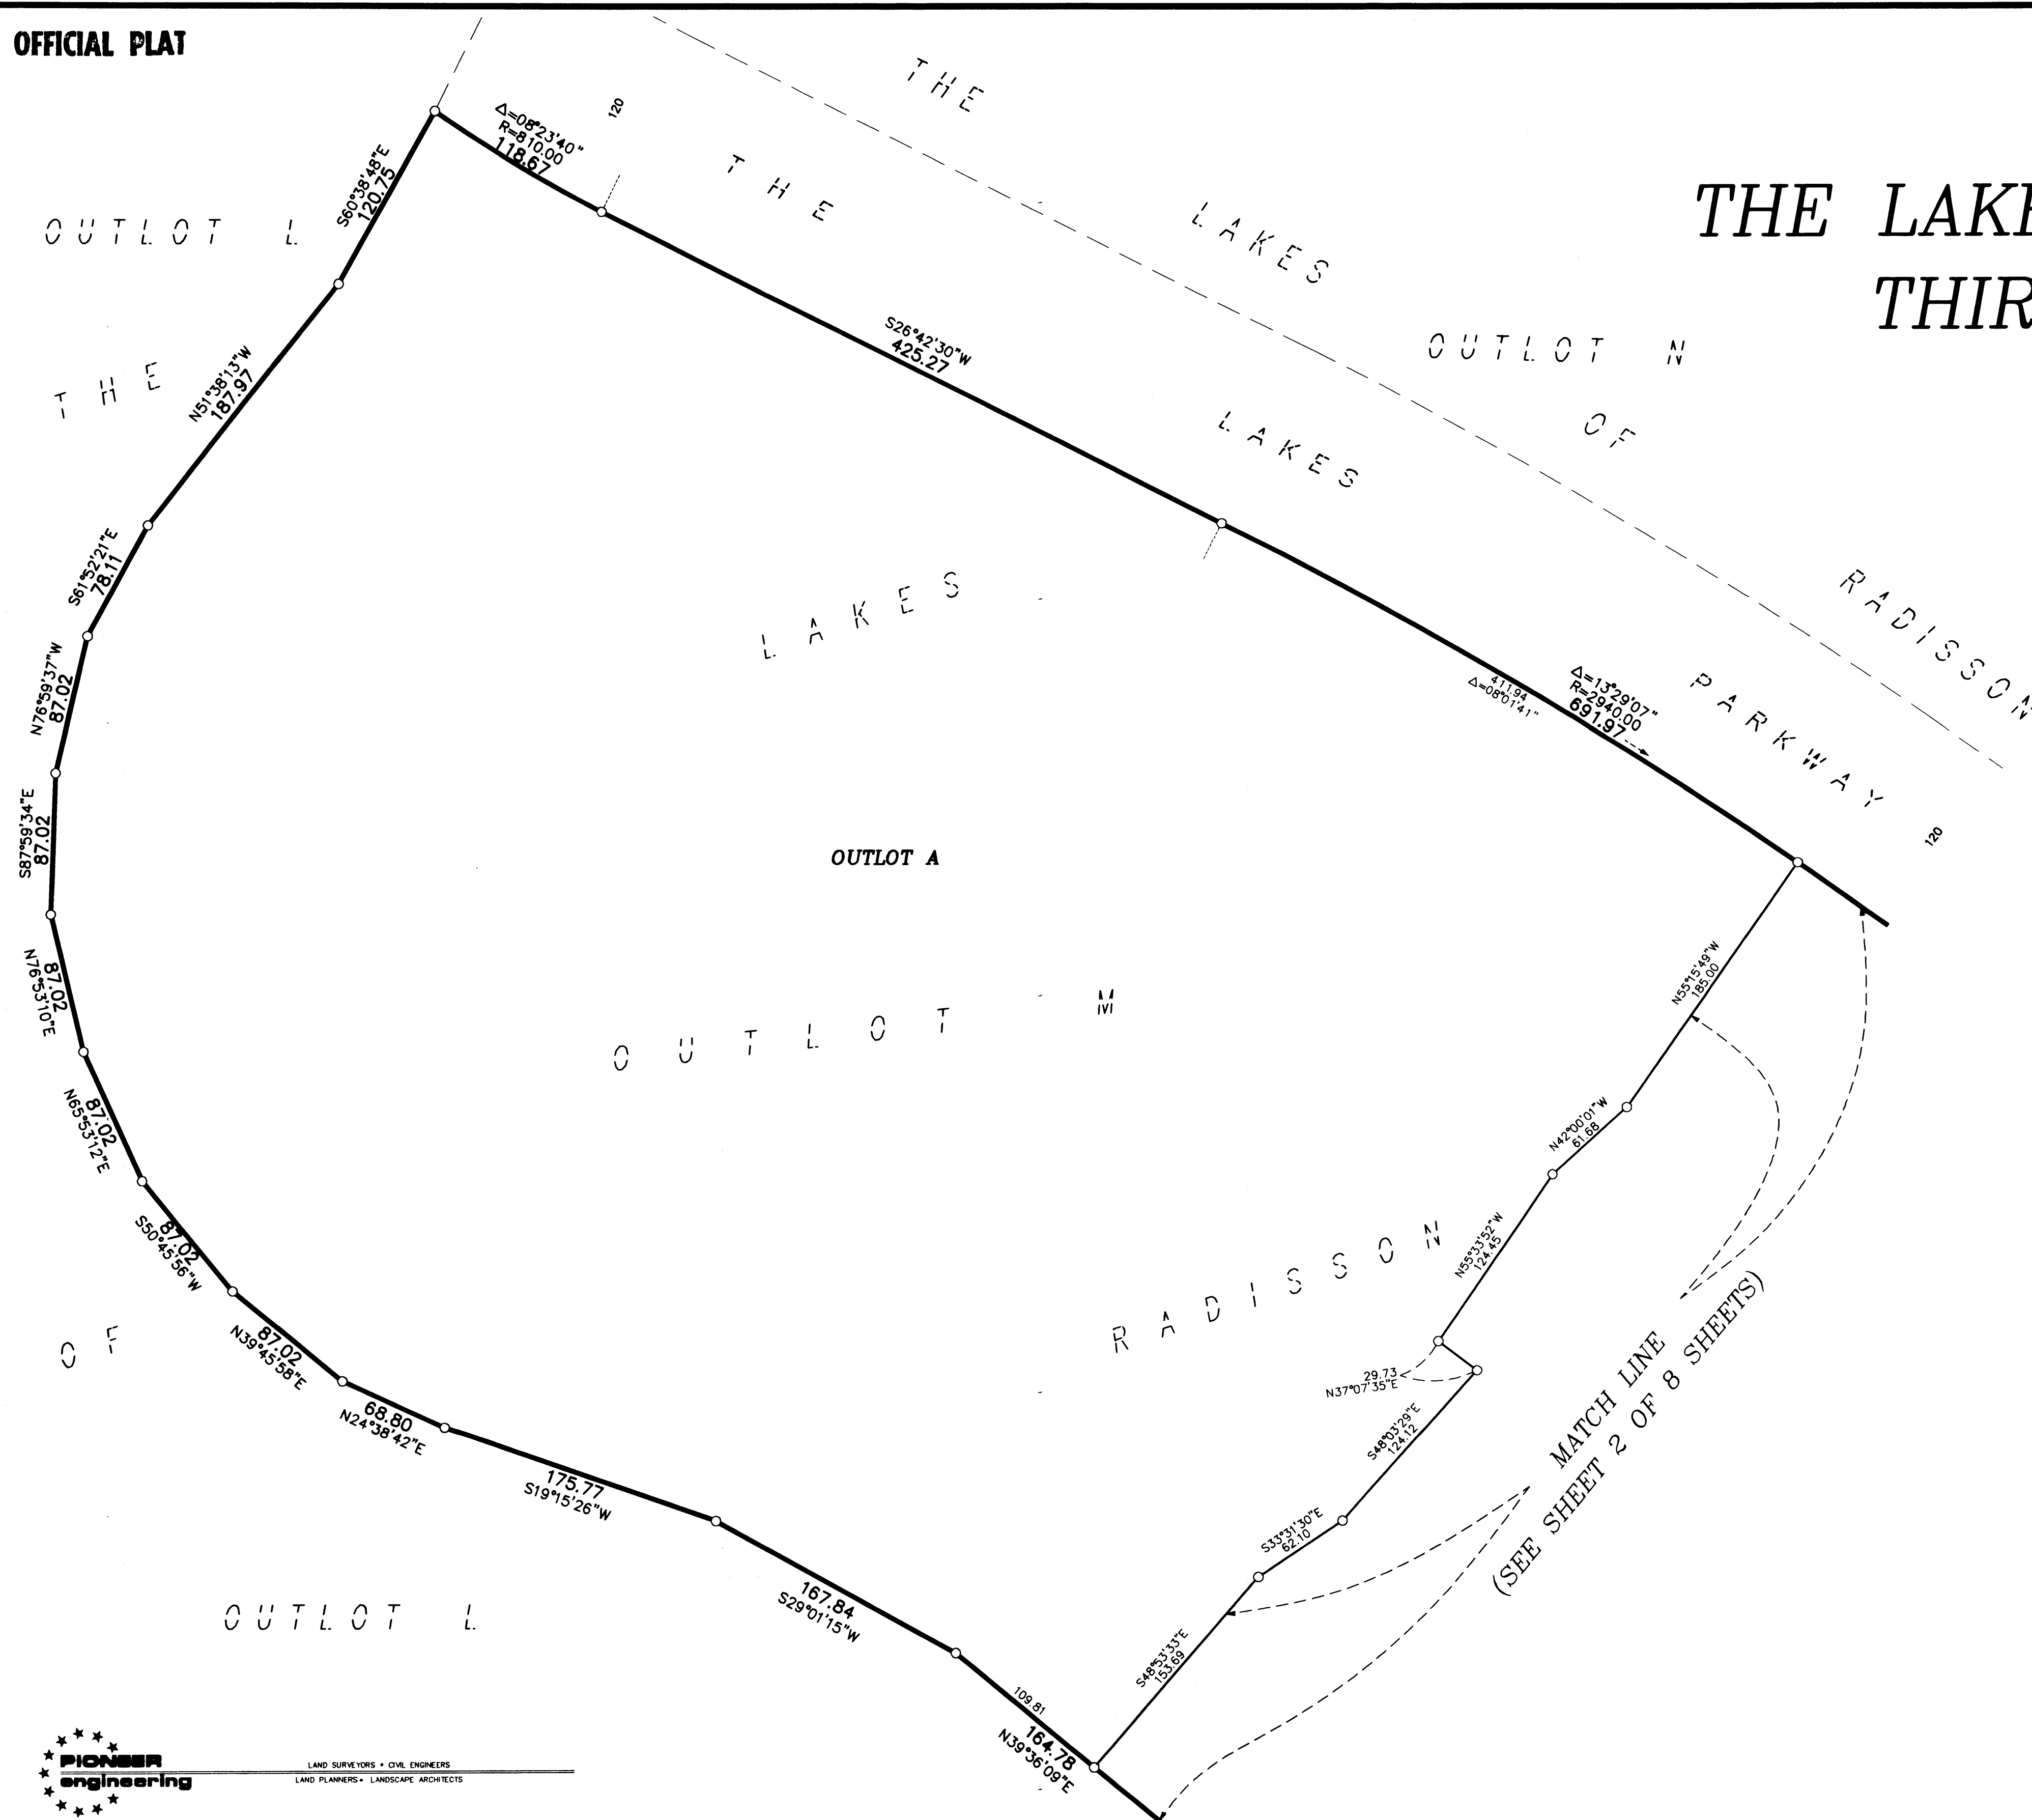 OFFICIAL PLAT
THE LAKE
THIR
THE LAKES OF RADISSON
OUTLOT N
THE LAKES PARKWAY
120
120
Δ=08°23'40"
R=810.00
118.67
S60°38'48"E
120.75
OUTLOT L
N51°38'13"W
187.97
THE LAKES OF RADISSON
S26°42'30"W
425.27
S61°52'21"E
78.11
N76°59'37"W
87.02
S87°59'34"E
87.02
Δ=13°29'07"
R=2940.00
691.97
411.94
Δ=08°01'41"
OUTLOT A
OUTLOT M
87.02
N76°53'10"E
87.02
N65°53'12"E
87.02
S50°45'56"W
87.02
N39°45'58"E
68.80
N24°38'42"E
175.77
S19°15'26"W
167.84
S29°01'15"W
109.81
164.78
N39°36'09"E
N55°15'49"W
185.00
N42°00'01"W
61.68
N55°33'52"W
124.45
29.73
N37°07'35"E
S48°03'29"E
124.12
S33°31'30"E
62.10
S48°53'33"E
153.69
MATCH LINE
(SEE SHEET 2 OF 8 SHEETS)
OUTLOT L
PIONEER
engineering
LAND SURVEYORS • CIVIL ENGINEERS
LAND PLANNERS • LANDSCAPE ARCHITECTS